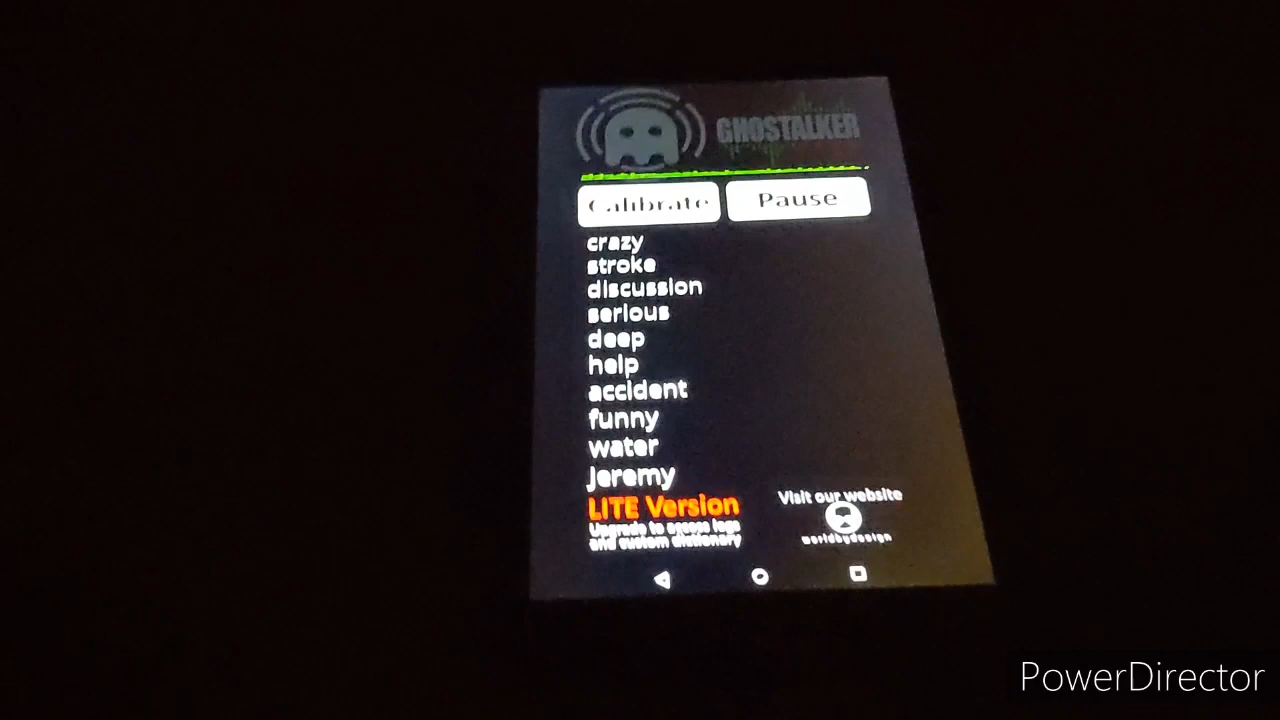 GHOSTALKER
Calibrate
Pause
crazy
stroke
discussion
serious
deep
help
accident
funny
water
Jeremy
LITE Version
Upgrade to access logs
and custom dictionary
Visit our website
worldbydesign
PowerDirector